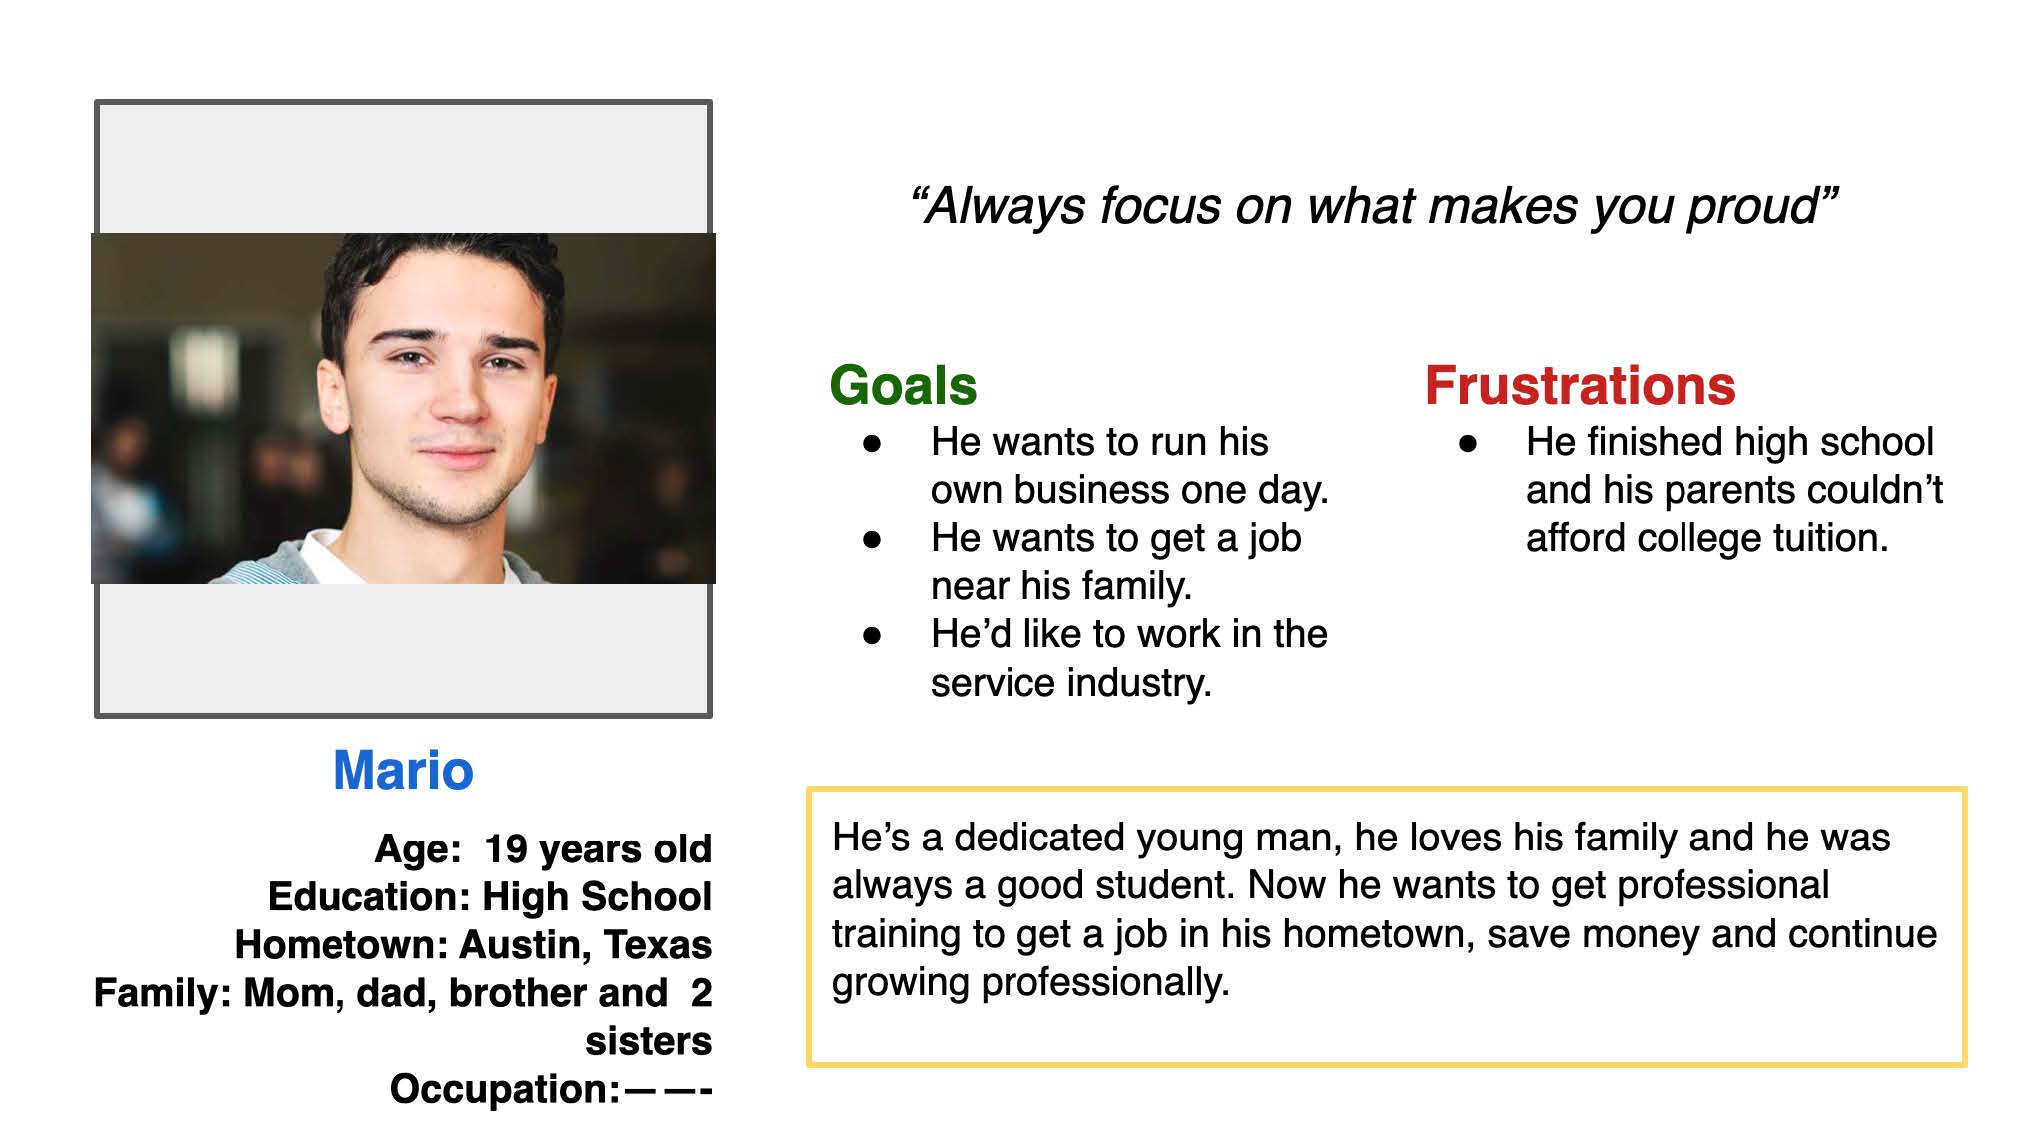 “Always focus on what makes you proud”
Goals
● He wants to run his
own business one day.
● He wants to get a job
near his family.
● He’d like to work in the
service industry.
Frustrations
● He finished high school
and his parents couldn’t
afford college tuition.
Mario
Age:  19 years old
Education: High School
Hometown: Austin, Texas
Family: Mom, dad, brother and  2
sisters
Occupation:— —-
He’s a dedicated young man, he loves his family and he was
always a good student. Now he wants to get professional
training to get a job in his hometown, save money and continue
growing professionally.